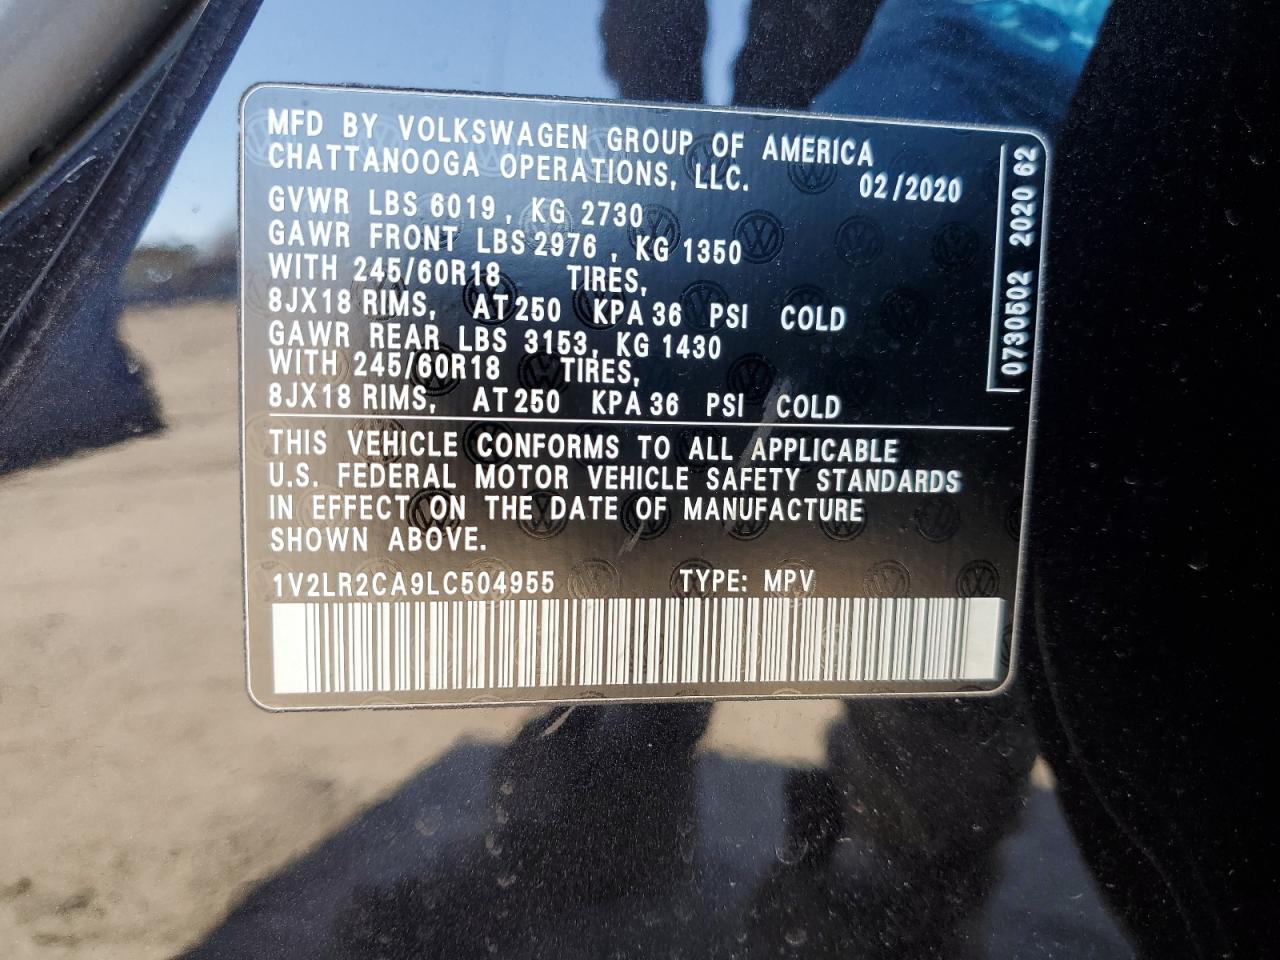 MFD BY VOLKSWAGEN GROUP OF AMERICA
CHATTANOOGA OPERATIONS, LLC.
02/2020
GVWR LBS 6019, KG 2730
GAWR FRONT LBS 2976, KG 1350
WITH 245/60R18 TIRES,
8JX18 RIMS, AT 250 KPA 36 PSI COLD
GAWR REAR LBS 3153, KG 1430
WITH 245/60R18 TIRES,
8JX18 RIMS, AT 250 KPA 36 PSI COLD
0730502 2020 62
THIS VEHICLE CONFORMS TO ALL APPLICABLE
U.S. FEDERAL MOTOR VEHICLE SAFETY STANDARDS
IN EFFECT ON THE DATE OF MANUFACTURE
SHOWN ABOVE.
1V2LR2CA9LC504955 TYPE: MPV